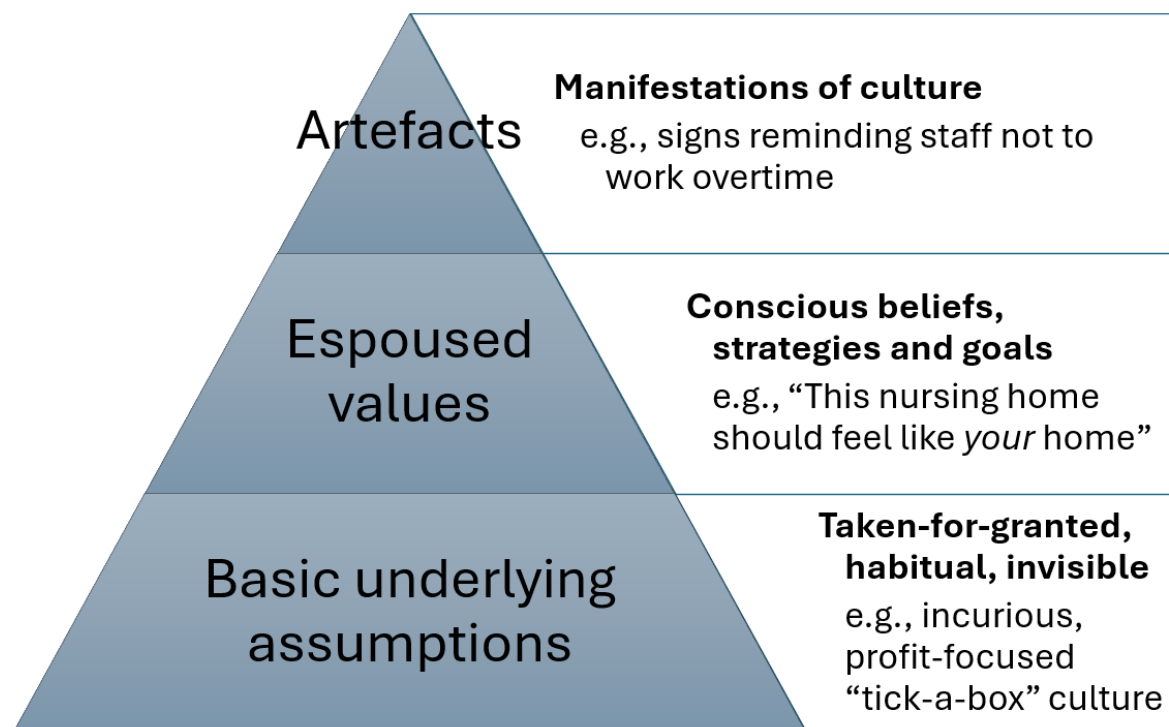 Artefacts
Manifestations of culture
e.g., signs reminding staff not to
work overtime
Espoused
values
Conscious beliefs,
strategies and goals
e.g., “This nursing home
should feel like your home”
Basic underlying
assumptions
Taken-for-granted,
habitual, invisible
e.g., incurious,
profit-focused
“tick-a-box” culture